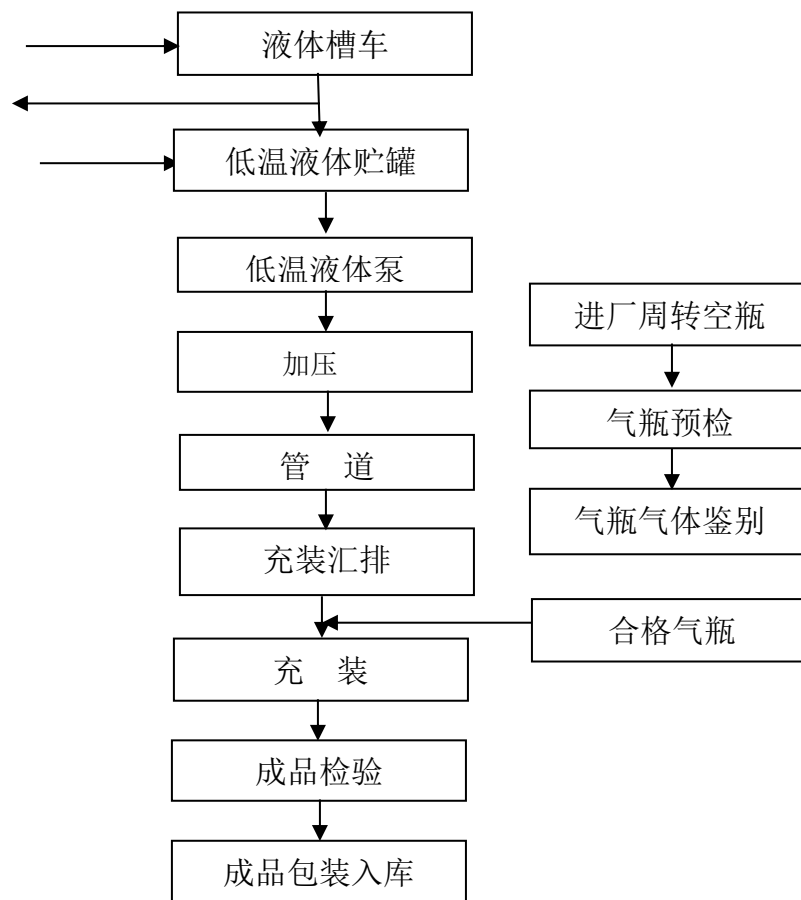 液体槽车
低温液体贮罐
低温液体泵
进厂周转空瓶
加压
气瓶预检
管 道
气瓶气体鉴别
充装汇排
合格气瓶
充 装
成品检验
成品包装入库